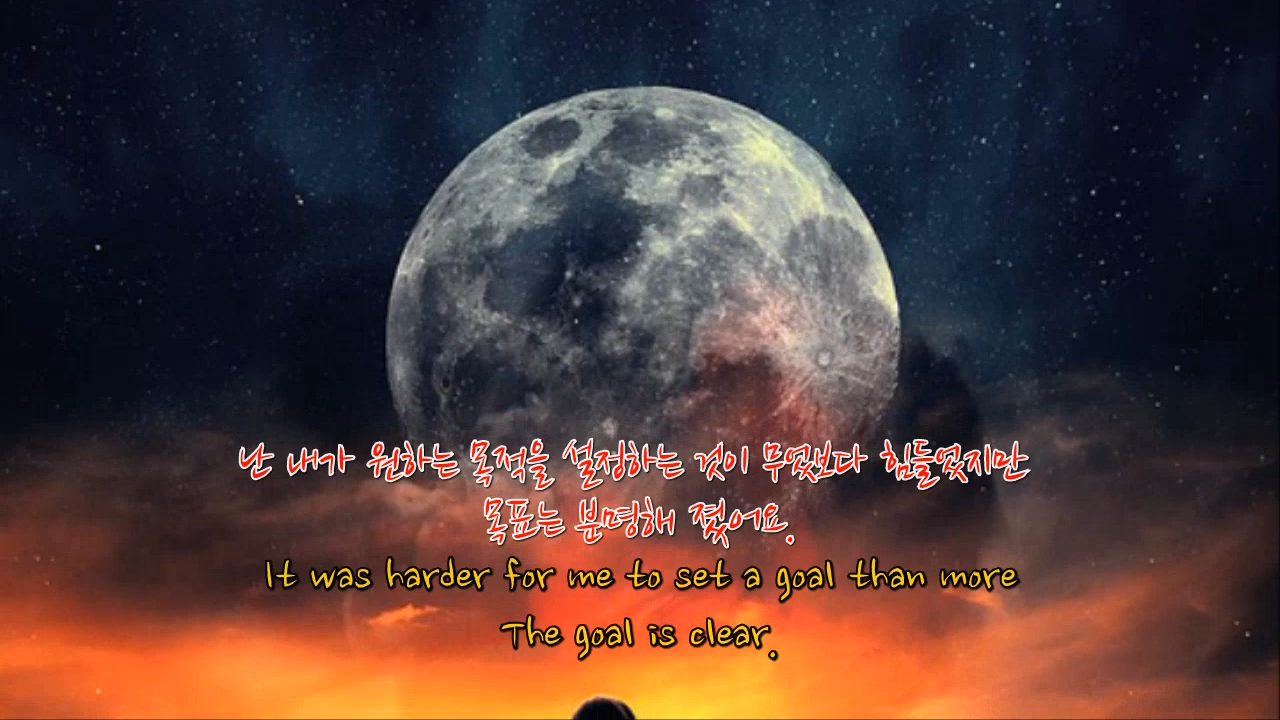 난 내가 원하는 목적을 설정하는 것이 무엇보다 힘들었지만
목표는 분명해 졌어요.
It was harder for me to set a goal than more
The goal is clear.